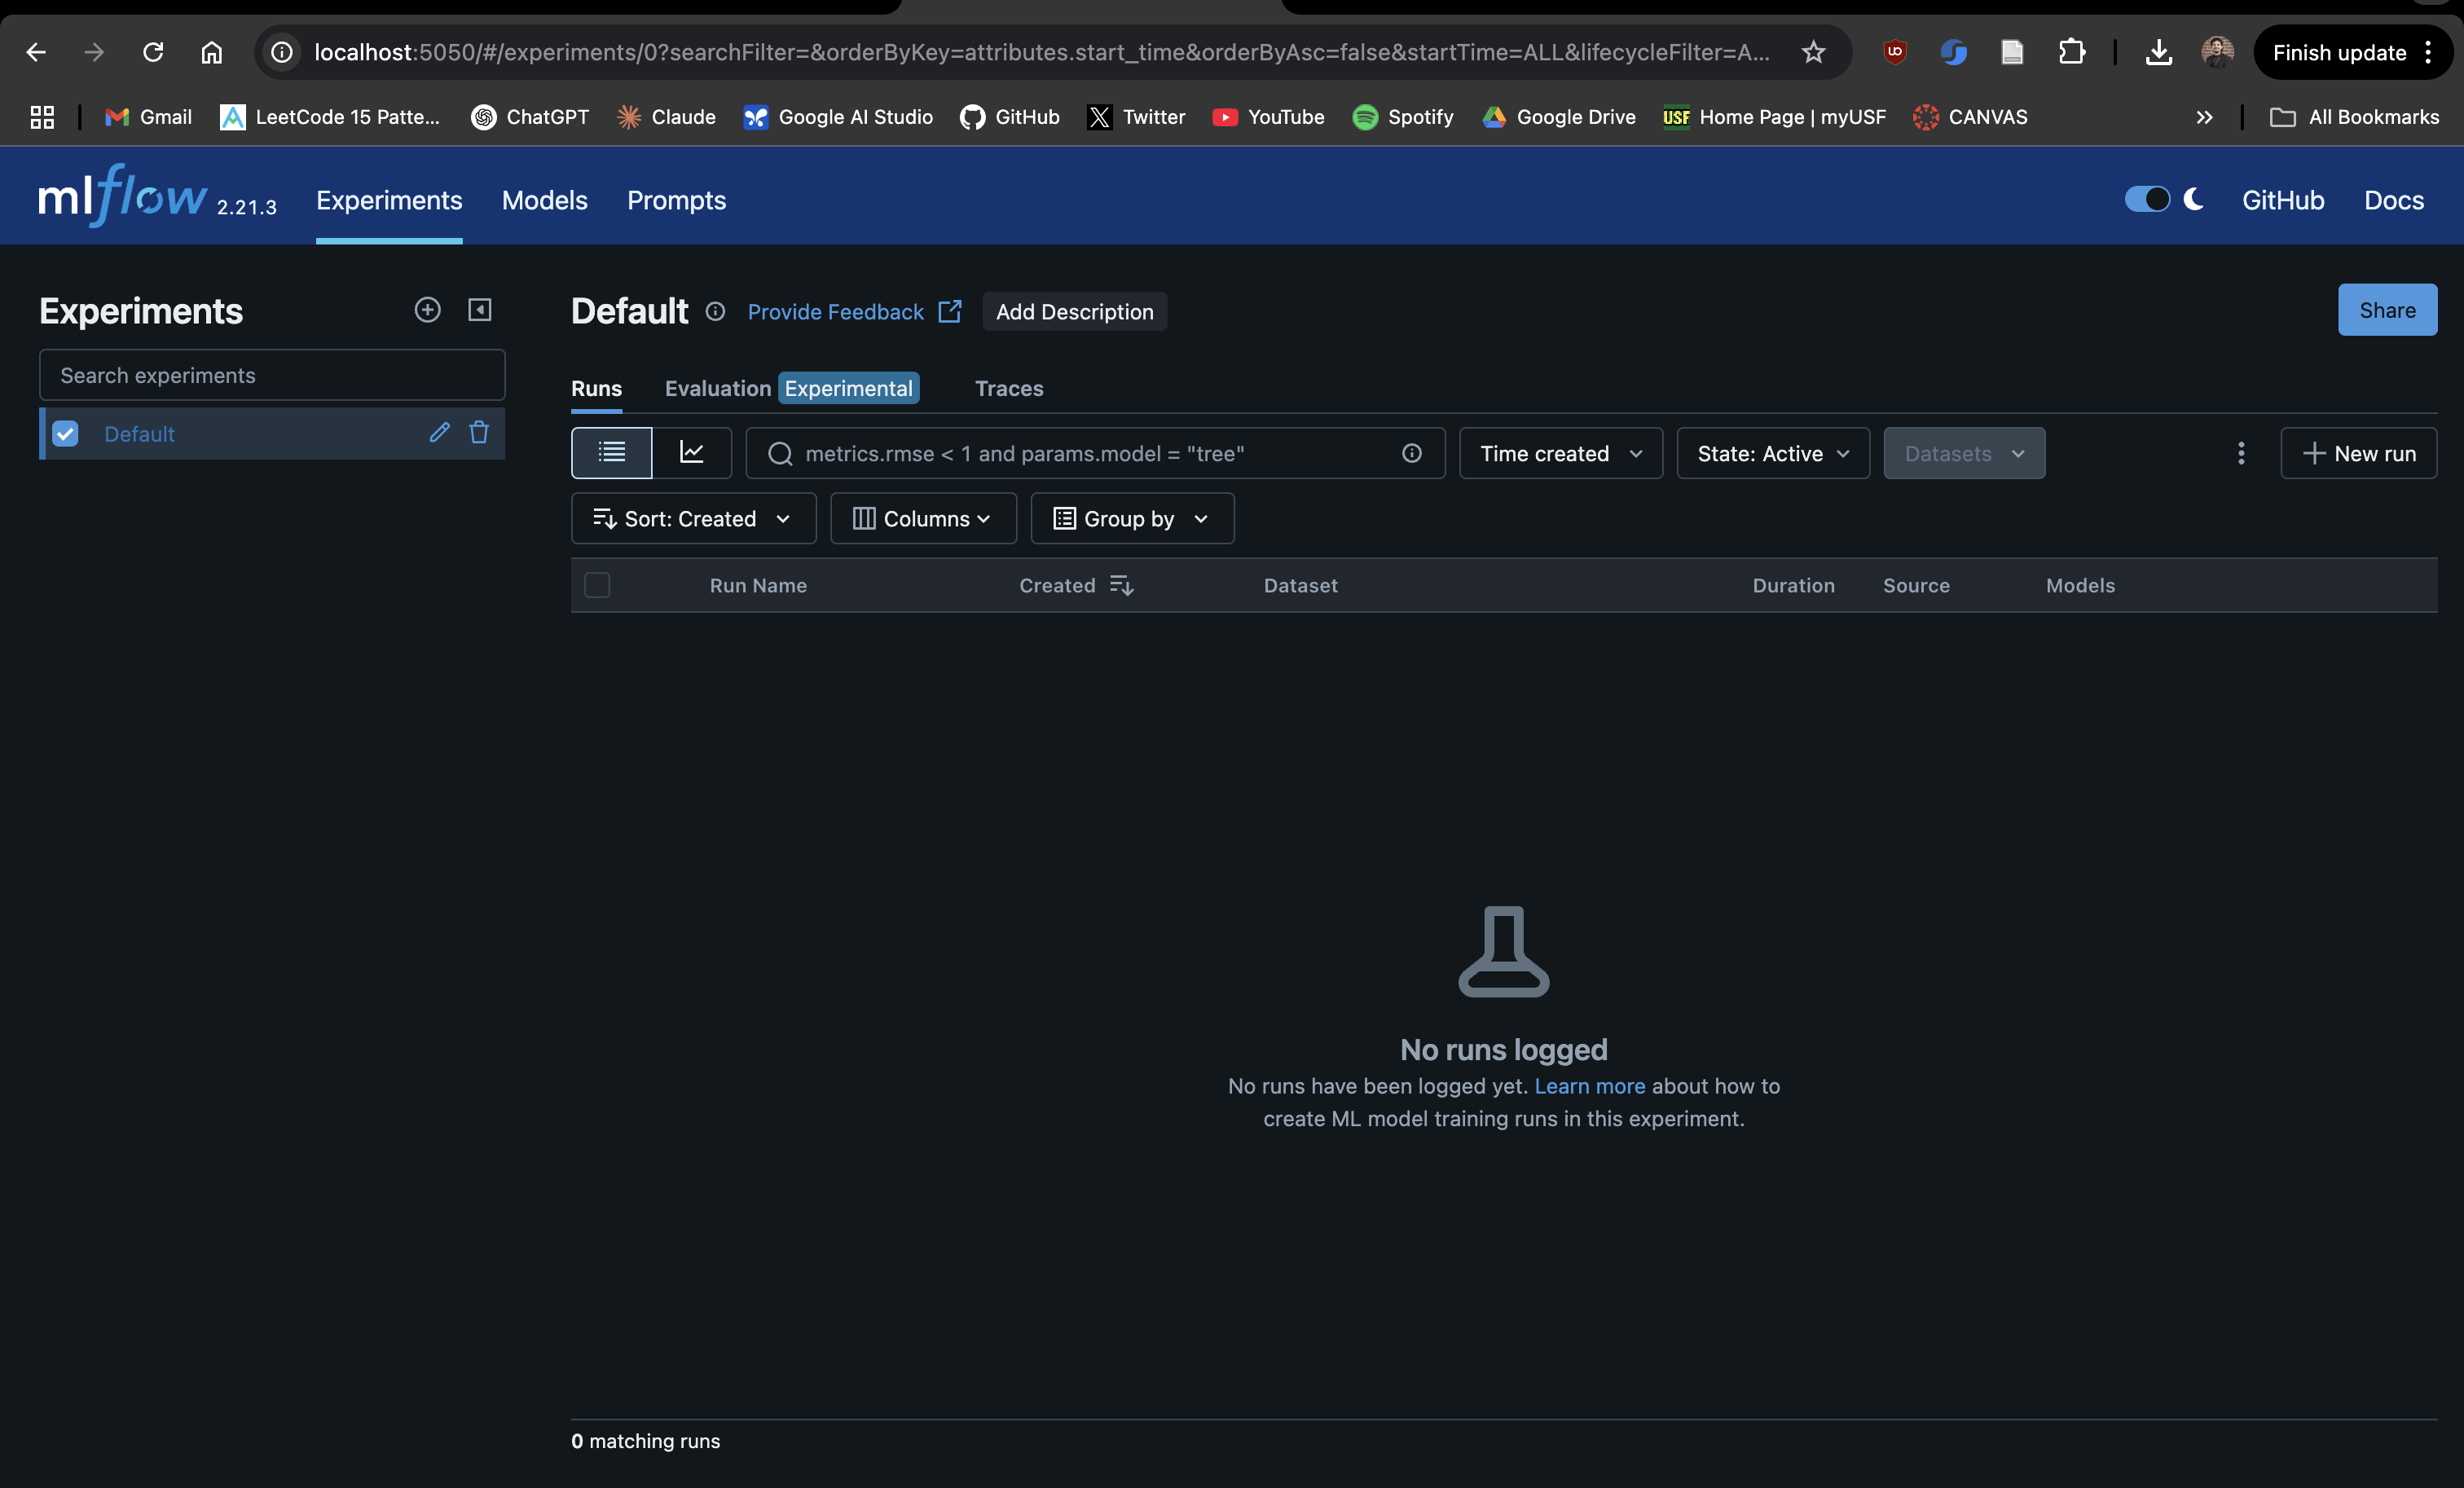 localhost:5050/#/experiments/0?searchFilter=&orderByKey=attributes.start_time&orderByAsc=false&startTime=ALL&lifecycleFilter=A...
Finish update
Gmail LeetCode 15 Patte... ChatGPT Claude Google AI Studio GitHub Twitter YouTube Spotify Google Drive USF Home Page | myUSF CANVAS » All Bookmarks
mlflow 2.21.3 Experiments Models Prompts GitHub Docs
Experiments
Search experiments
Default
Default Provide Feedback Add Description Share
Runs Evaluation Experimental Traces
metrics.rmse < 1 and params.model = "tree" Time created State: Active Datasets + New run
Sort: Created Columns Group by
Run Name Created Dataset Duration Source Models
No runs logged
No runs have been logged yet. Learn more about how to
create ML model training runs in this experiment.
0 matching runs